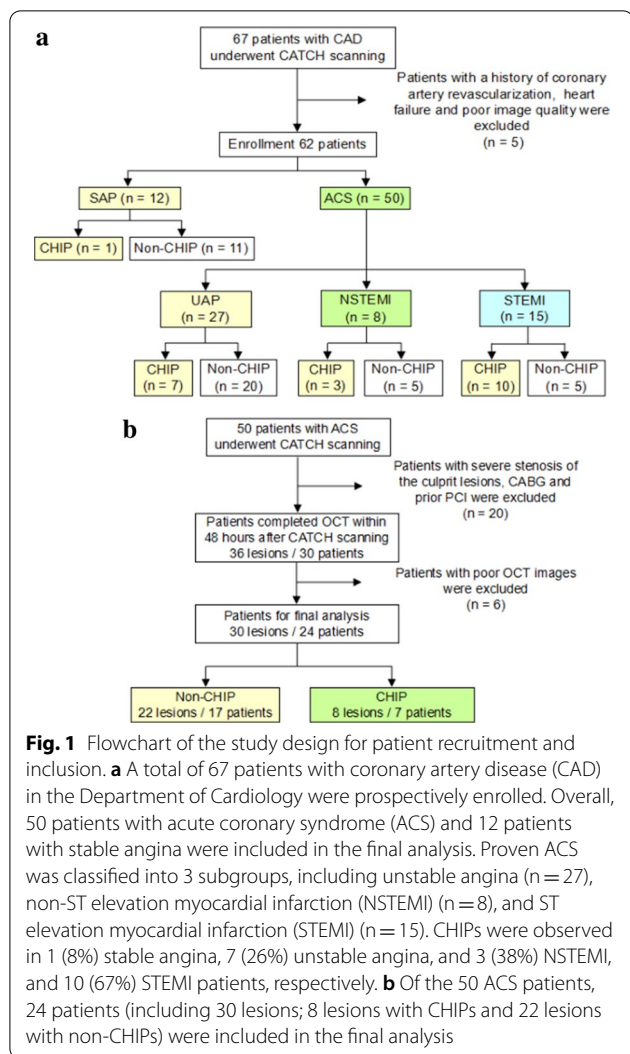 a
67 patients with CAD
underwent CATCH scanning
Patients with a history of coronary
artery revascularization, heart
failure and poor image quality were
excluded
(n = 5)
Enrollment 62 patients
SAP (n = 12)
ACS (n = 50)
CHIP (n = 1)
Non-CHIP (n = 11)
UAP
(n = 27)
NSTEMI
(n = 8)
STEMI
(n = 15)
CHIP
(n = 7)
Non-CHIP
(n = 20)
CHIP
(n = 3)
Non-CHIP
(n = 5)
CHIP
(n = 10)
Non-CHIP
(n = 5)
b
50 patients with ACS
underwent CATCH scanning
Patients with severe stenosis of
the culprit lesions, CABG and
prior PCI were excluded
(n = 20)
Patients completed OCT within
48 hours after CATCH scanning
36 lesions / 30 patients
Patients with poor OCT images
were excluded
(n = 6)
Patients for final analysis
30 lesions / 24 patients
Non-CHIP
22 lesions / 17 patients
CHIP
8 lesions / 7 patients
Fig. 1 Flowchart of the study design for patient recruitment and
inclusion. a A total of 67 patients with coronary artery disease (CAD)
in the Department of Cardiology were prospectively enrolled. Overall,
50 patients with acute coronary syndrome (ACS) and 12 patients
with stable angina were included in the final analysis. Proven ACS
was classified into 3 subgroups, including unstable angina (n = 27),
non-ST elevation myocardial infarction (NSTEMI) (n = 8), and ST
elevation myocardial infarction (STEMI) (n = 15). CHIPs were observed
in 1 (8%) stable angina, 7 (26%) unstable angina, and 3 (38%) NSTEMI,
and 10 (67%) STEMI patients, respectively. b Of the 50 ACS patients,
24 patients (including 30 lesions; 8 lesions with CHIPs and 22 lesions
with non-CHIPs) were included in the final analysis